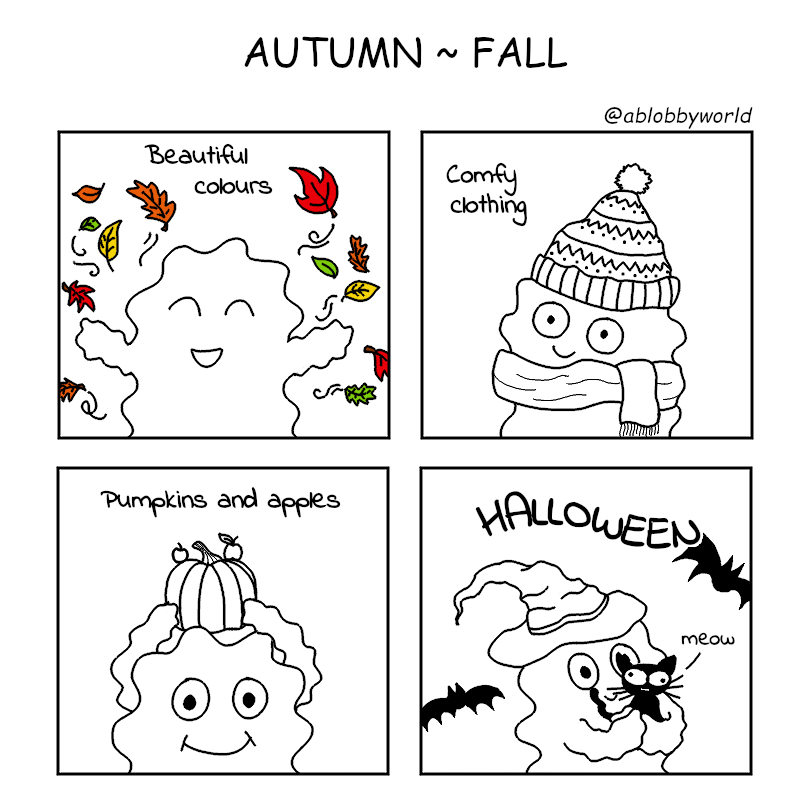 AUTUMN ~ FALL
@ablobbyworld
Beautiful
colours
Comfy
clothing
Pumpkins and apples
HALLOWEEN
meow